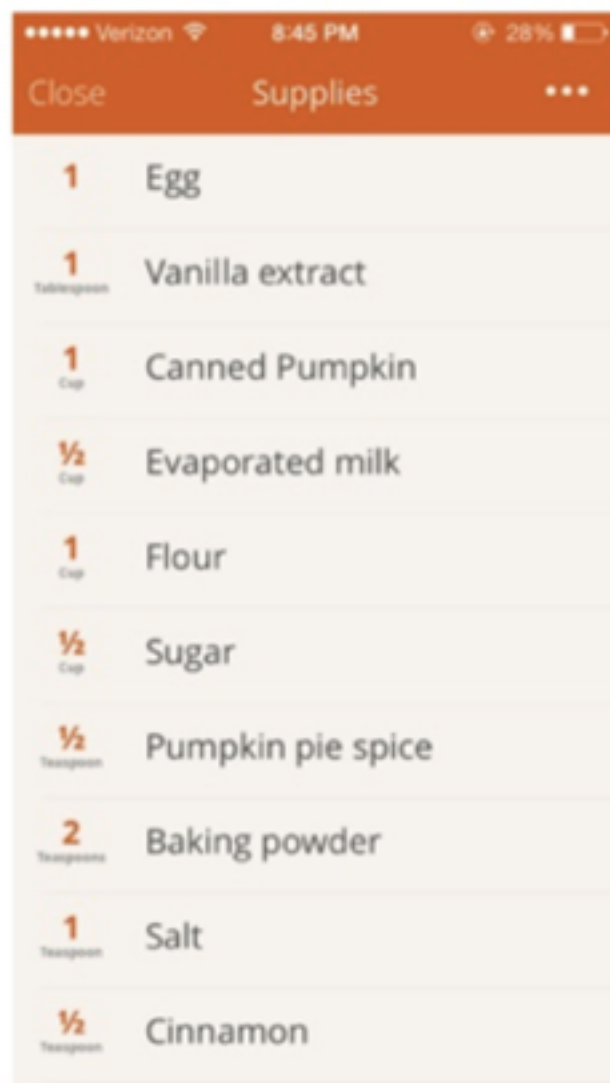 Verizon 8:45 PM 28%
Close Supplies
1 Egg
1 Vanilla extract
Tablespoon
1 Canned Pumpkin
Cup
½ Evaporated milk
Cup
1 Flour
Cup
½ Sugar
Cup
½ Pumpkin pie spice
Teaspoon
2 Baking powder
Teaspoons
1 Salt
Teaspoon
½ Cinnamon
Teaspoon